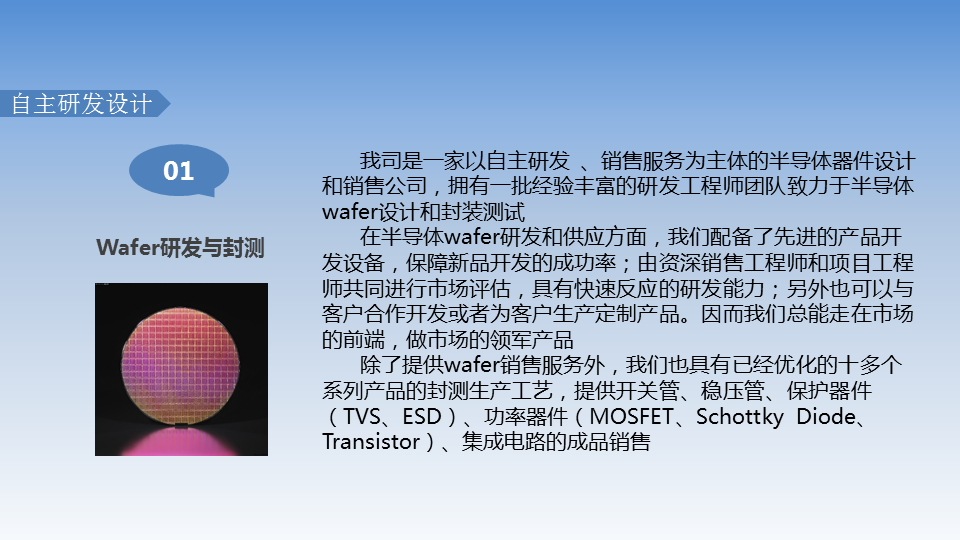 自主研发设计
01
Wafer研发与封测
我司是一家以自主研发 、销售服务为主体的半导体器件设计
和销售公司，拥有一批经验丰富的研发工程师团队致力于半导体
wafer设计和封装测试
在半导体wafer研发和供应方面，我们配备了先进的产品开
发设备，保障新品开发的成功率；由资深销售工程师和项目工程
师共同进行市场评估，具有快速反应的研发能力；另外也可以与
客户合作开发或者为客户生产定制产品。因而我们总能走在市场
的前端，做市场的领军产品
除了提供wafer销售服务外，我们也具有已经优化的十多个
系列产品的封测生产工艺，提供开关管、稳压管、保护器件
（TVS、ESD）、功率器件（MOSFET、Schottky Diode、
Transistor）、集成电路的成品销售